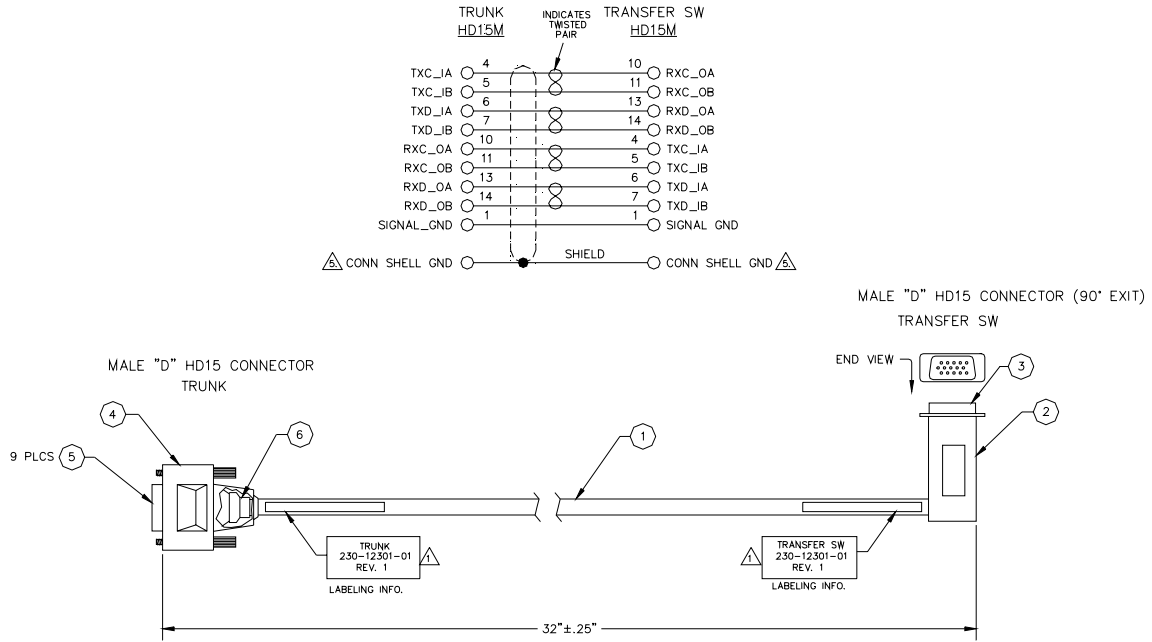 TRUNK
HD15M
INDICATES
TWISTED
PAIR
TRANSFER SW
HD15M
TXC_IA 4 10 RXC_OA
TXC_IB 5 11 RXC_OB
TXD_IA 6 13 RXD_OA
TXD_IB 7 14 RXD_OB
RXC_OA 10 4 TXC_IA
RXC_OB 11 5 TXC_IB
RXD_OA 13 6 TXD_IA
RXD_OB 14 7 TXD_IB
SIGNAL_GND 1 1 SIGNAL GND
5. CONN SHELL GND SHIELD CONN SHELL GND 5.
MALE "D" HD15 CONNECTOR (90° EXIT)
TRANSFER SW
END VIEW
3
2
MALE "D" HD15 CONNECTOR
TRUNK
4
9 PLCS 5
6
1
TRUNK
230-12301-01
REV. 1
1
LABELING INFO.
1
TRANSFER SW
230-12301-01
REV. 1
LABELING INFO.
32"±.25"